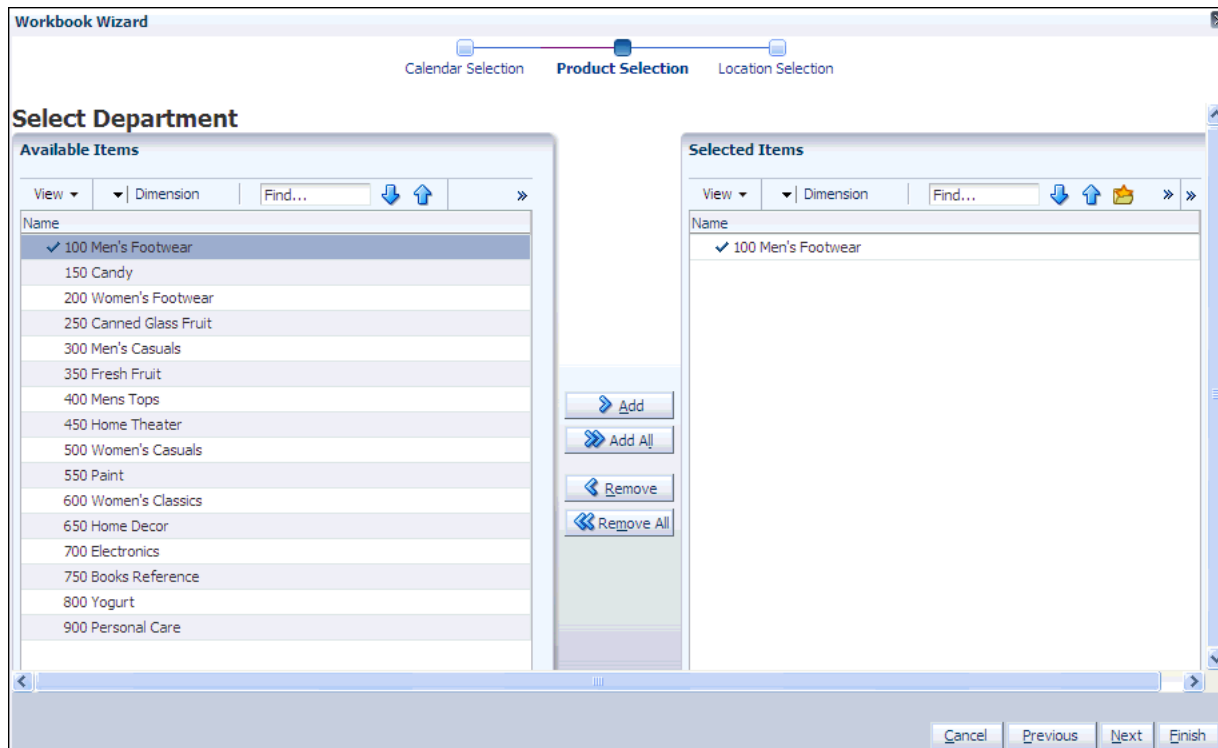 Workbook Wizard
Calendar Selection Product Selection Location Selection
Select Department
Available Items
View Dimension Find... »
Name
100 Men's Footwear
150 Candy
200 Women's Footwear
250 Canned Glass Fruit
300 Men's Casuals
350 Fresh Fruit
400 Mens Tops
450 Home Theater
500 Women's Casuals
550 Paint
600 Women's Classics
650 Home Decor
700 Electronics
750 Books Reference
800 Yogurt
900 Personal Care
Add
Add All
Remove
Remove All
Selected Items
View Dimension Find... » »
Name
100 Men's Footwear
Cancel Previous Next Finish